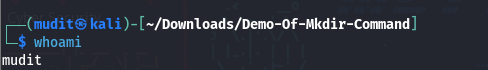 ┌──(mudit㉿kali)-[~/Downloads/Demo-Of-Mkdir-Command]
└─$ whoami
mudit